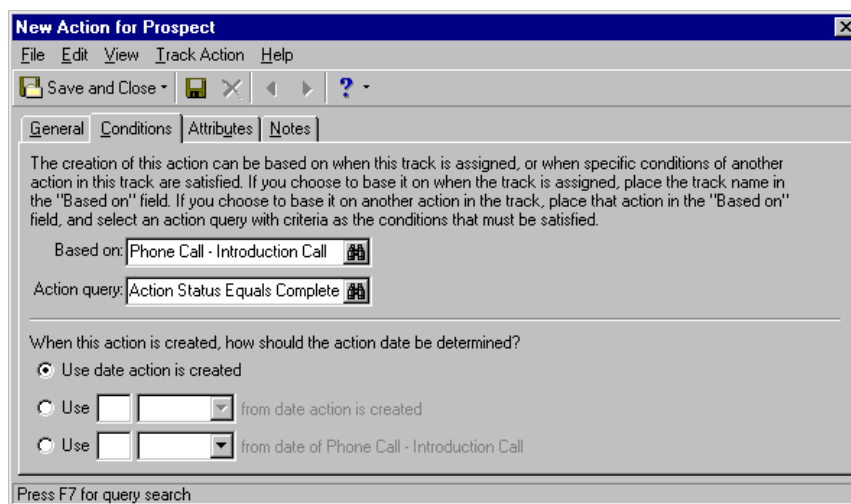 New Action for Prospect
File Edit View Track Action Help
Save and Close ?
General Conditions Attributes Notes
The creation of this action can be based on when this track is assigned, or when specific conditions of another
action in this track are satisfied. If you choose to base it on when the track is assigned, place the track name in
the "Based on" field. If you choose to base it on another action in the track, place that action in the "Based on"
field, and select an action query with criteria as the conditions that must be satisfied.
Based on: Phone Call - Introduction Call
Action query: Action Status Equals Complete
When this action is created, how should the action date be determined?
Use date action is created
Use from date action is created
Use from date of Phone Call - Introduction Call
Press F7 for query search